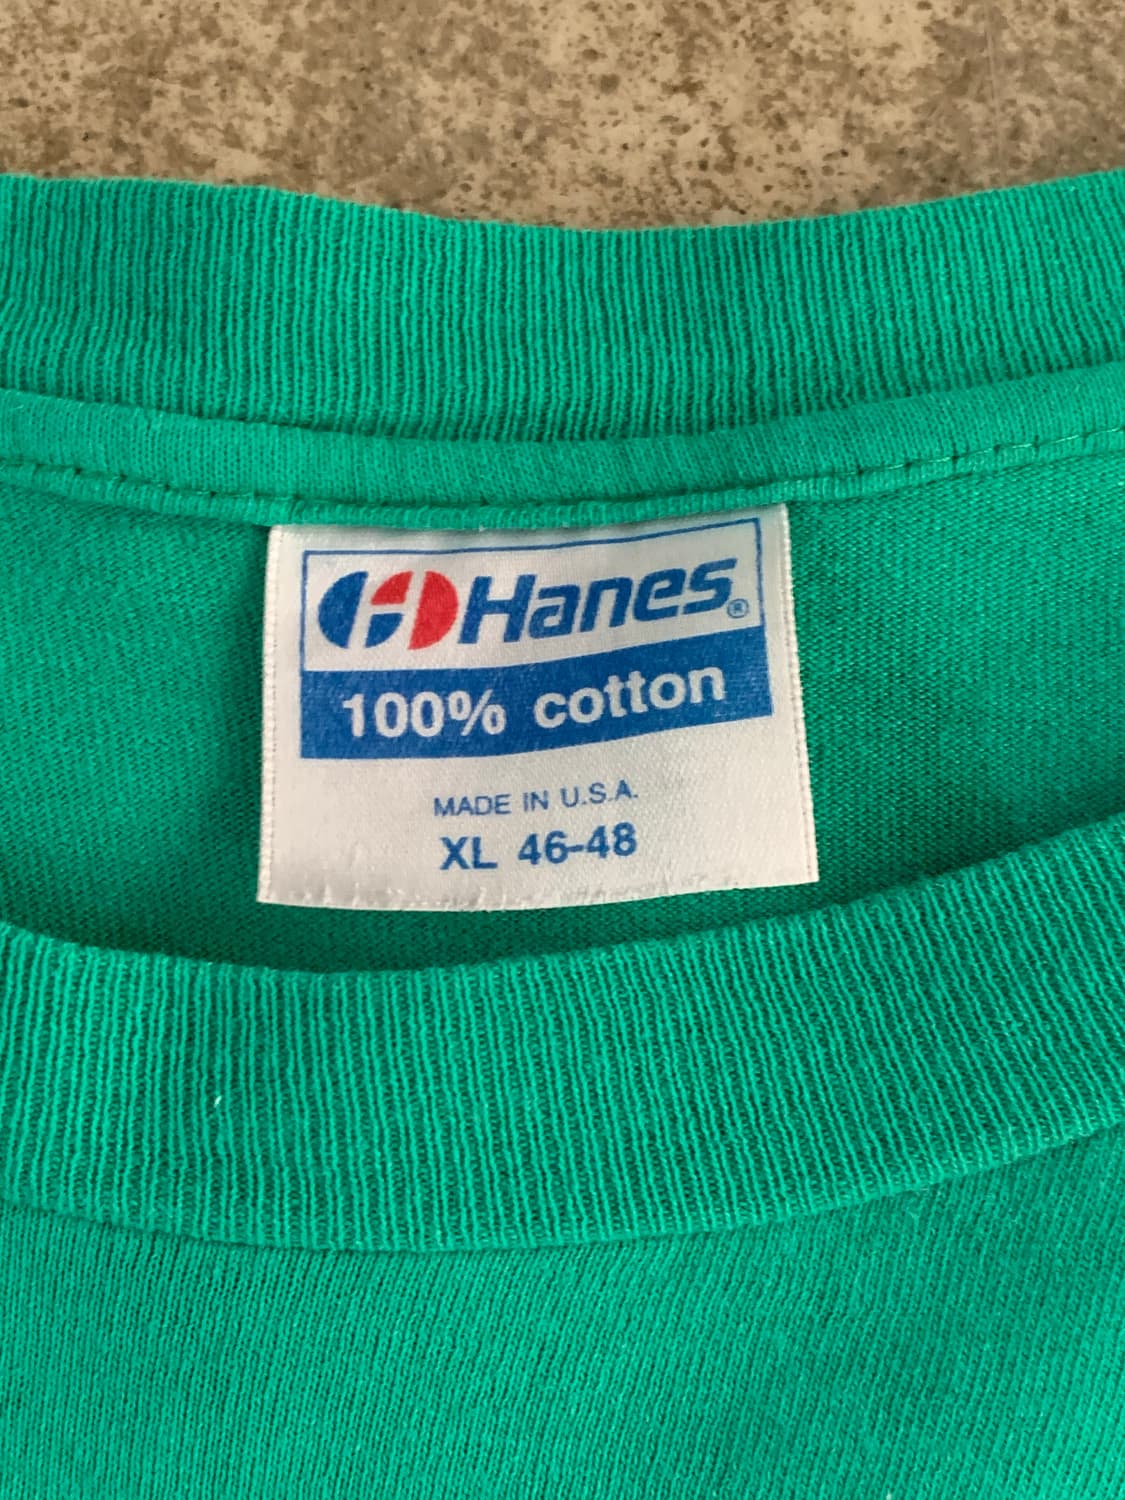 Hanes®
100% cotton
MADE IN U.S.A.
XL 46-48